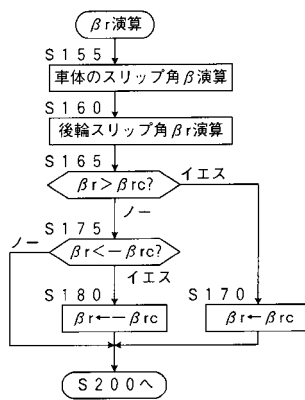 βr演算
S155
車体のスリップ角β演算
S160
後輪スリップ角βr演算
S165
βr>βrc?
イエス
ノー
S175
ノー
βr<-βrc?
イエス
S180
S170
βr←-βrc
βr←βrc
S200へ